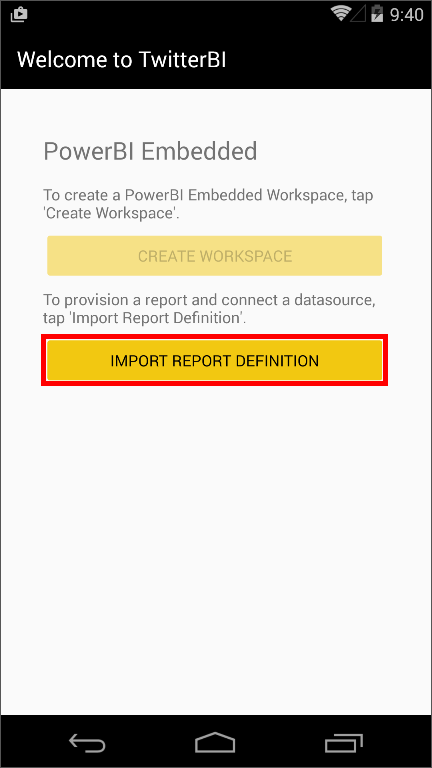 9:40
Welcome to TwitterBI
PowerBI Embedded
To create a PowerBI Embedded Workspace, tap
'Create Workspace'.
CREATE WORKSPACE
To provision a report and connect a datasource,
tap 'Import Report Definition'.
IMPORT REPORT DEFINITION